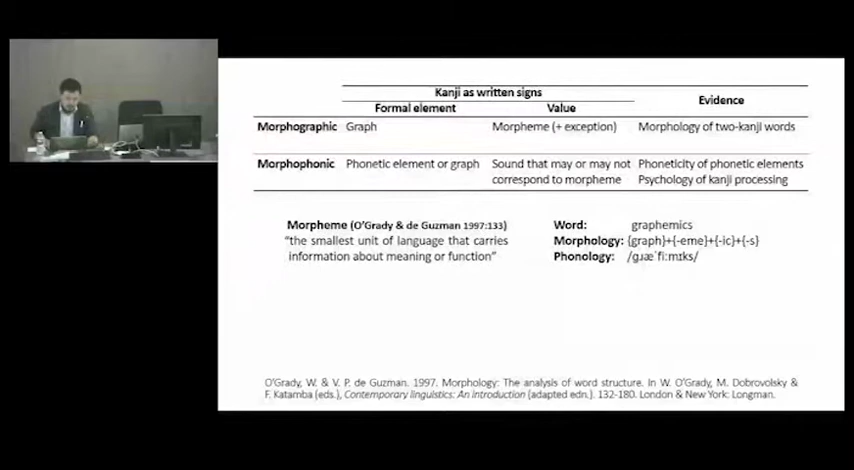 Kanji as written signs
Formal element Value Evidence
Morphographic Graph Morpheme (+ exception) Morphology of two-kanji words
Morphophonic Phonetic element or graph Sound that may or may not Phoneticity of phonetic elements
correspond to morpheme Psychology of kanji processing
Morpheme (O'Grady & de Guzman 1997:133)
"the smallest unit of language that carries
information about meaning or function"
Word: graphemics
Morphology: {graph}+{-eme}+{-ic}+{-s}
Phonology: /gɹæˈfiːmɪks/
O'Grady, W. & V. P. de Guzman. 1997. Morphology: The analysis of word structure. In W. O'Grady, M. Dobrovolsky &
F. Katamba (eds.), Contemporary linguistics: An introduction (adapted edn.). 132-180. London & New York: Longman.